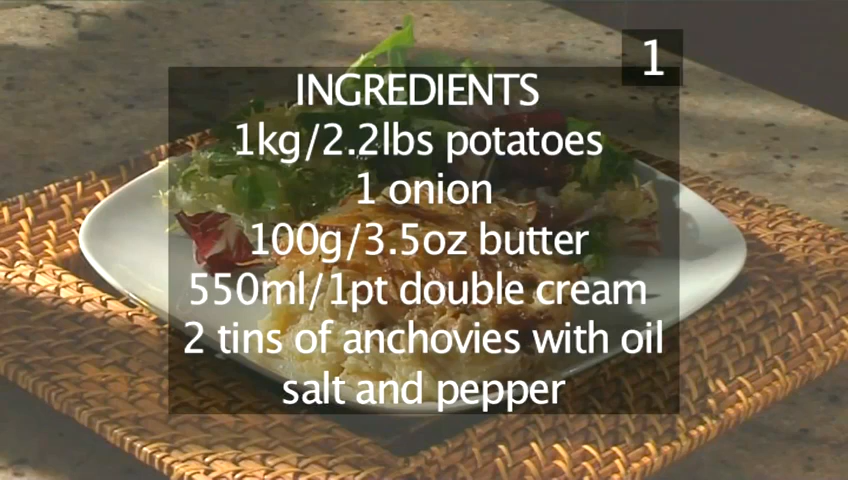 1
INGREDIENTS
1kg/2.2lbs potatoes
1 onion
100g/3.5oz butter
550ml/1pt double cream
2 tins of anchovies with oil
salt and pepper